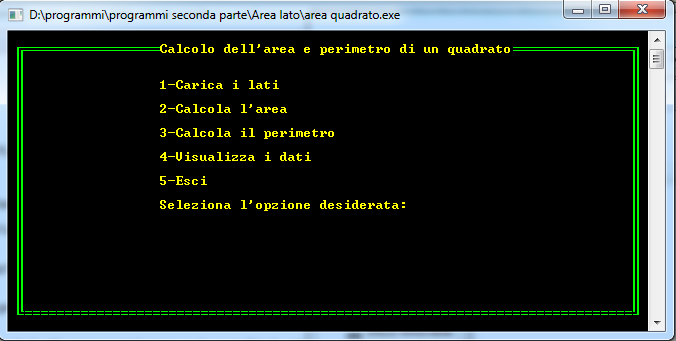 D:\programmi\programmi seconda parte\Area lato\area quadrato.exe
Calcolo dell'area e perimetro di un quadrato
1-Carica i lati
2-Calcola l'area
3-Calcola il perimetro
4-Visualizza i dati
5-Esci
Seleziona l'opzione desiderata: